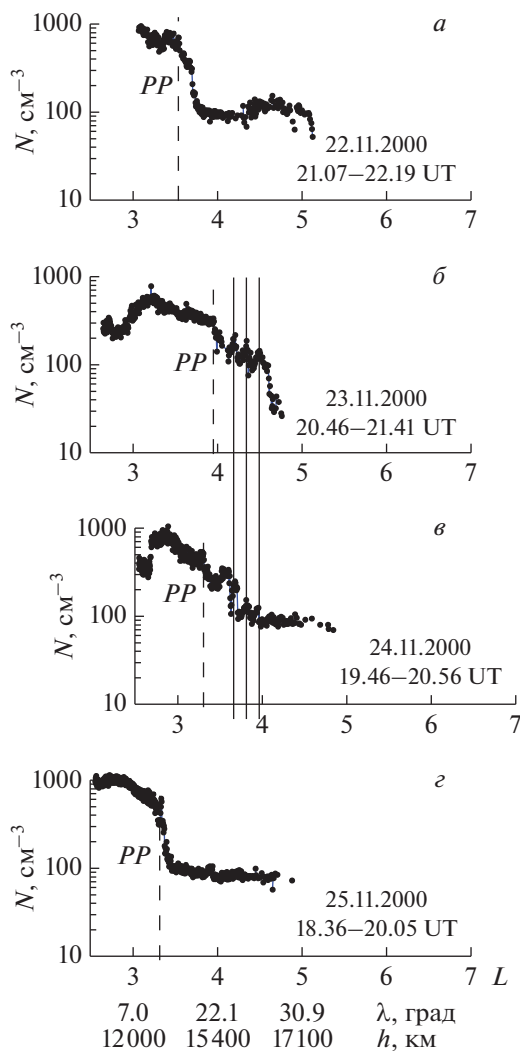 а
1000
100
10
N, см⁻³
PP
22.11.2000
21.07–22.19 UT
3 4 5 6 7
б
1000
100
10
N, см⁻³
PP
23.11.2000
20.46–21.41 UT
3 4 5 6 7
в
1000
100
10
N, см⁻³
PP
24.11.2000
19.46–20.56 UT
3 4 5 6 7
г
1000
100
10
N, см⁻³
PP
25.11.2000
18.36–20.05 UT
3 4 5 6 7 L
7.0 22.1 30.9 λ, град
12000 15400 17100 h, км